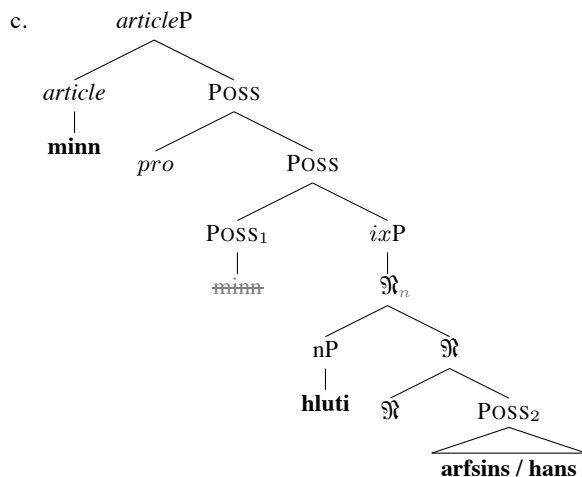 c. articleP
article Poss
minn
pro Poss
Poss₁ ixP
minn ℜₙ
nP ℜ
hluti ℜ Poss₂
arfsins / hans